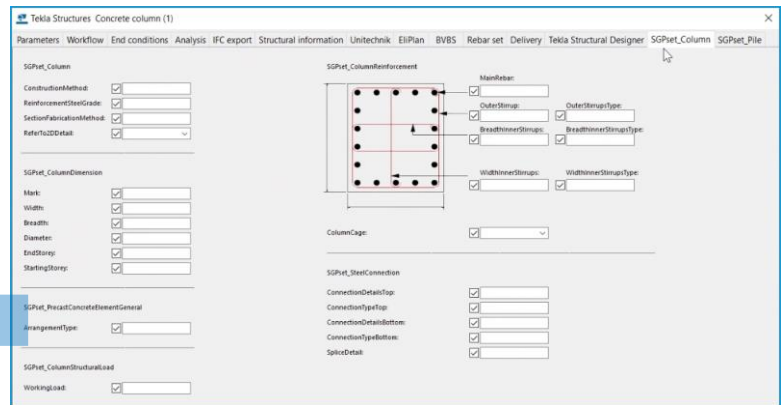 Tekla Structures Concrete column (1)
Parameters Workflow End conditions Analysis IFC export Structural information Unitechnik EliPlan BVBS Rebar set Delivery Tekla Structural Designer SGPset_Column SGPset_Pile
SGPset_Column
ConstructionMethod:
ReinforcementSteelGrade:
SectionFabricationMethod:
ReferTo2DDetail:
SGPset_ColumnDimension
Mark:
Width:
Breadth:
Diameter:
EndStorey:
StartingStorey:
SGPset_PrecastConcreteElementGeneral
ArrangementType:
SGPset_ColumnStructuralLoad
WorkingLoad:
SGPset_ColumnReinforcement
MainRebar:
OuterStirrup: OuterStirrupsType:
BreadthInnerStirrups: BreadthInnerStirrupsType:
WidthInnerStirrups: WidthInnerStirrupsType:
ColumnCage:
SGPset_SteelConnection
ConnectionDetailsTop:
ConnectionTypeTop:
ConnectionDetailsBottom:
ConnectionTypeBottom:
SpliceDetail: